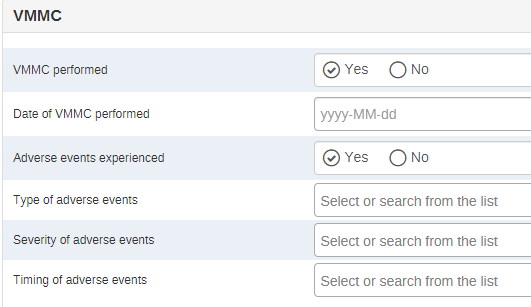 VMMC
VMMC performed Yes No
Date of VMMC performed yyyy-MM-dd
Adverse events experienced Yes No
Type of adverse events Select or search from the list
Severity of adverse events Select or search from the list
Timing of adverse events Select or search from the list